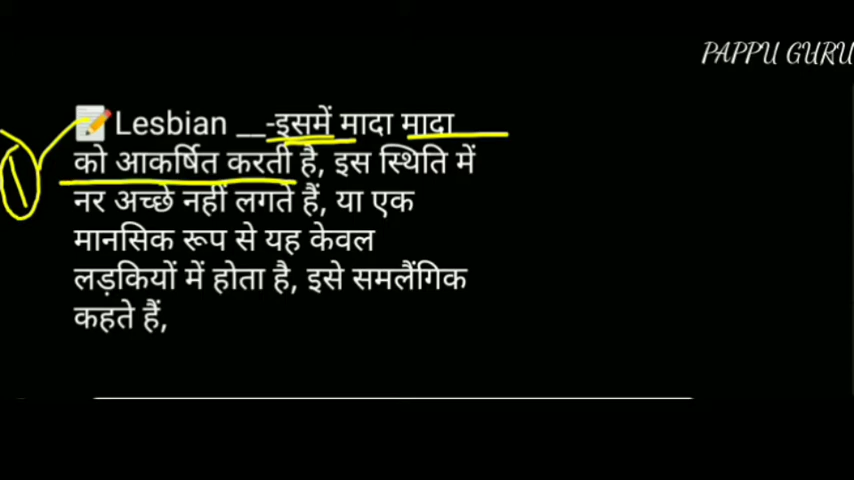 PAPPU GURU
📝Lesbian __-इसमें मादा मादा
को आकर्षित करती है, इस स्थिति में
नर अच्छे नहीं लगते हैं, या एक
मानसिक रूप से यह केवल
लड़कियों में होता है, इसे समलैंगिक
कहते हैं,